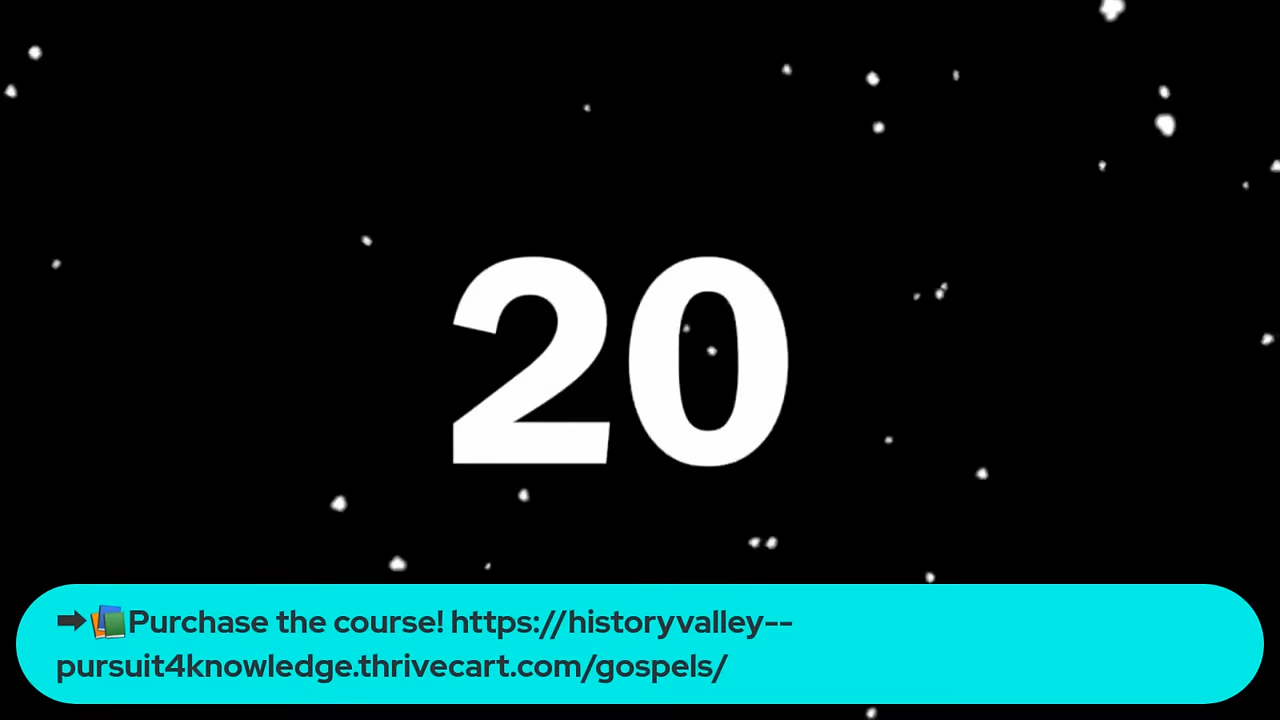 20
➡📚Purchase the course! https://historyvalley--
pursuit4knowledge.thrivecart.com/gospels/